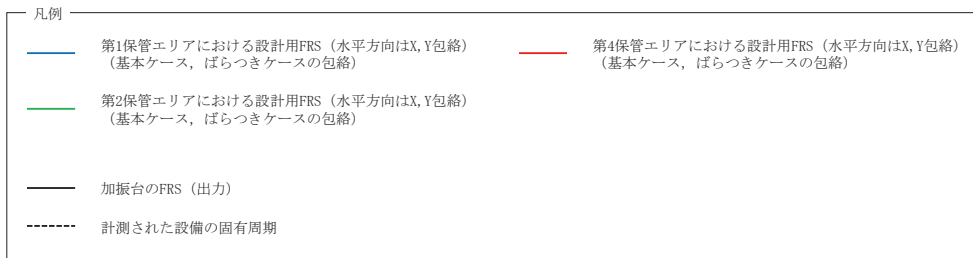 凡例
第1保管エリアにおける設計用FRS（水平方向はX,Y包絡）
（基本ケース，ばらつきケースの包絡）
第4保管エリアにおける設計用FRS（水平方向はX,Y包絡）
（基本ケース，ばらつきケースの包絡）
第2保管エリアにおける設計用FRS（水平方向はX,Y包絡）
（基本ケース，ばらつきケースの包絡）
加振台のFRS（出力）
計測された設備の固有周期